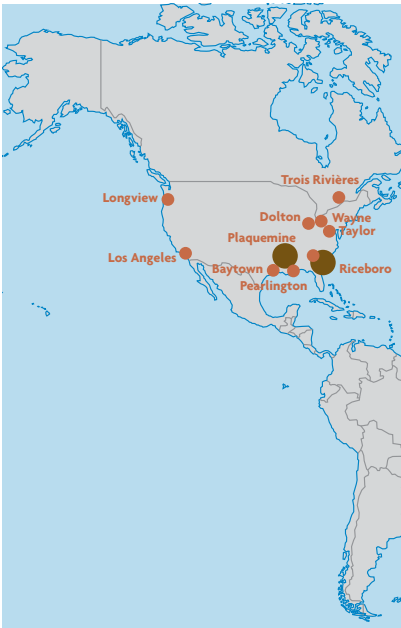 Trois Rivières
Longview
Dolton
Wayne
Taylor
Plaquemine
Los Angeles
Baytown
Riceboro
Pearlington